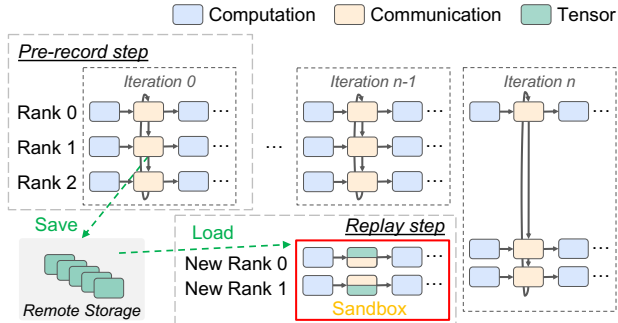 Computation Communication Tensor
Pre-record step
Iteration 0
Iteration n-1
Iteration n
Rank 0 ... ...
Rank 1 ... ... ...
Rank 2 ... ...
Save
Load
Replay step
New Rank 0 ... ...
New Rank 1 ... ...
Sandbox
Remote Storage